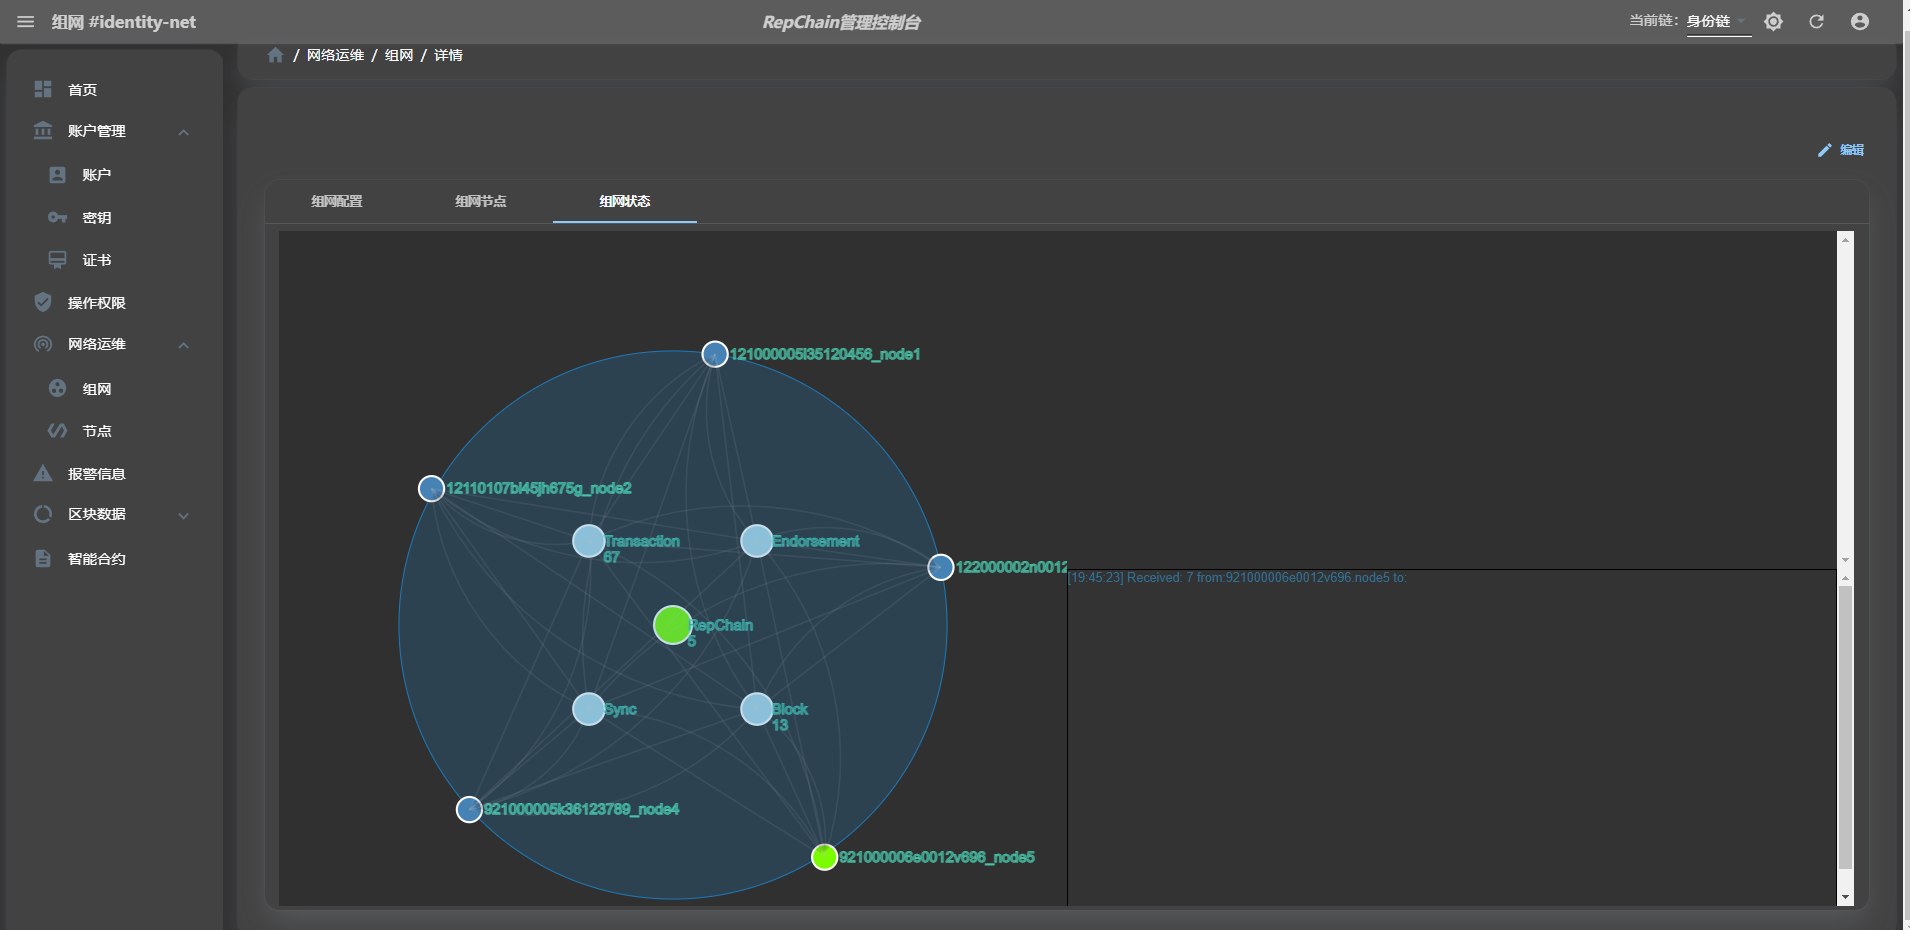 组网 #identity-net
RepChain管理控制台
当前链: 身份链
/ 网络运维 / 组网 / 详情
首页
账户管理
账户
密钥
证书
操作权限
网络运维
组网
节点
报警信息
区块数据
智能合约
编辑
组网配置
组网节点
组网状态
121000005l35120456_node1
12110107bi45jh675g_node2
Transaction
67
Endorsement
122000002n0012
[19:45:23] Received: 7 from:921000006e0012v696.node5 to:
RepChain
5
Sync
Block
13
921000005k36123789_node4
921000006e0012v696_node5